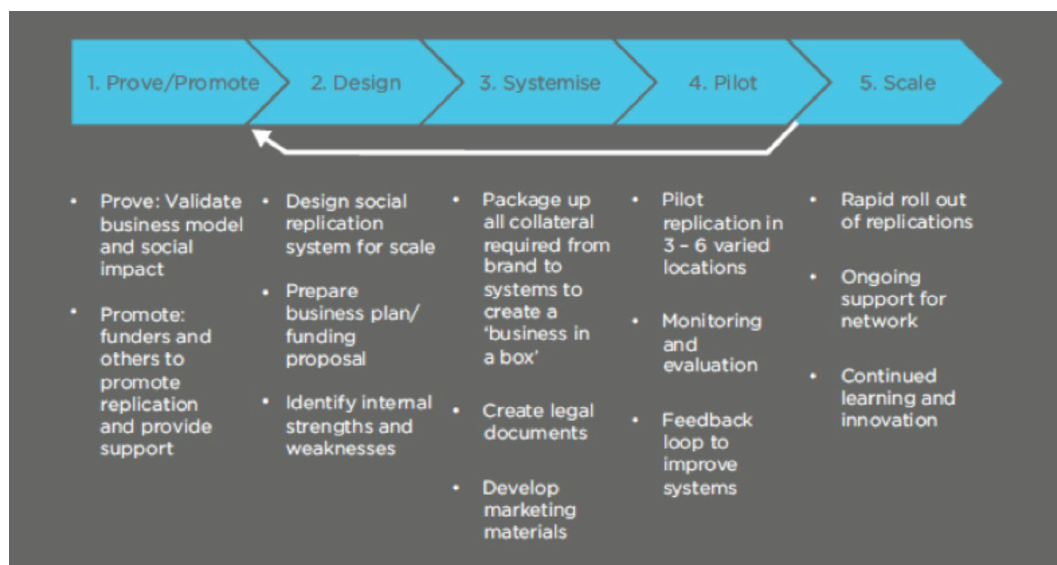 1. Prove/Promote
2. Design
3. Systemise
4. Pilot
5. Scale
• Prove: Validate
business model
and social
impact
• Promote:
funders and
others to
promote
replication
and provide
support
• Design social
replication
system for scale
• Prepare
business plan/
funding
proposal
• Identify internal
strengths and
weaknesses
• Package up
all collateral
required from
brand to
systems to
create a
‘business in
a box’
• Create legal
documents
• Develop
marketing
materials
• Pilot
replication in
3 – 6 varied
locations
• Monitoring
and
evaluation
• Feedback
loop to
improve
systems
• Rapid roll out
of replications
• Ongoing
support for
network
• Continued
learning and
innovation